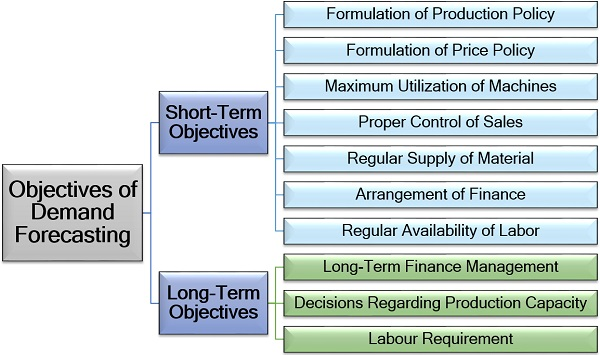 Objectives of
Demand
Forecasting
Short-Term
Objectives
Formulation of Production Policy
Formulation of Price Policy
Maximum Utilization of Machines
Proper Control of Sales
Regular Supply of Material
Arrangement of Finance
Regular Availability of Labor
Long-Term
Objectives
Long-Term Finance Management
Decisions Regarding Production Capacity
Labour Requirement